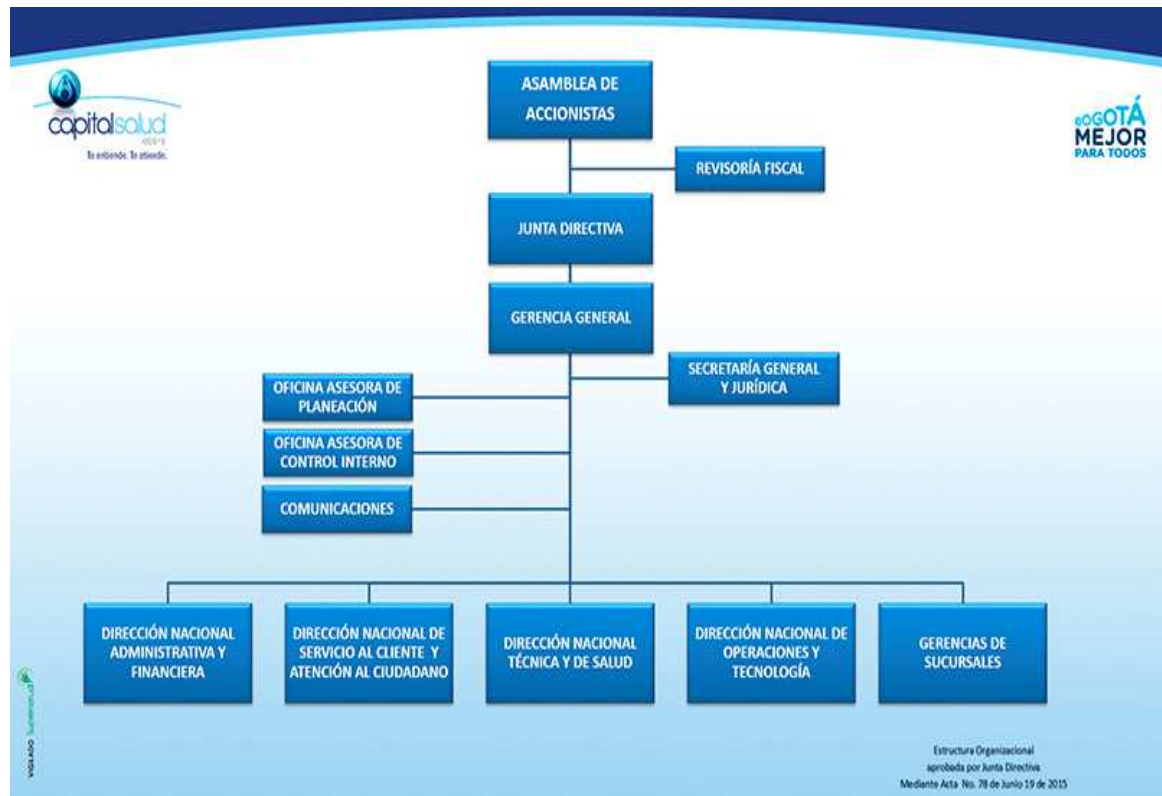 capitalsalud
EPS-S
Te entiende. Te atiende.
BOGOTÁ
MEJOR
PARA TODOS
ASAMBLEA DE
ACCIONISTAS
REVISORÍA FISCAL
JUNTA DIRECTIVA
GERENCIA GENERAL
SECRETARÍA GENERAL
Y JURÍDICA
OFICINA ASESORA DE
PLANEACIÓN
OFICINA ASESORA DE
CONTROL INTERNO
COMUNICACIONES
DIRECCIÓN NACIONAL
ADMINISTRATIVA Y
FINANCIERA
DIRECCIÓN NACIONAL DE
SERVICIO AL CLIENTE Y
ATENCIÓN AL CIUDADANO
DIRECCIÓN NACIONAL
TÉCNICA Y DE SALUD
DIRECCIÓN NACIONAL DE
OPERACIONES Y
TECNOLOGÍA
GERENCIAS DE
SUCURSALES
VIGILADO Supersalud
Estructura Organizacional
aprobada por Junta Directiva
Mediante Acta No. 78 de Junio 19 de 2015